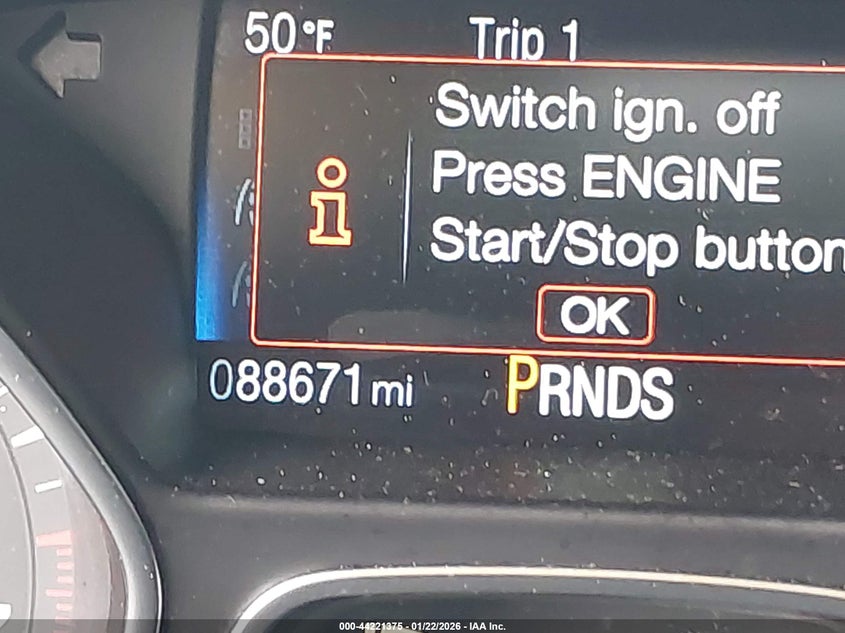 50°F Trip 1
Switch ign. off
Press ENGINE
Start/Stop button
OK
088671 mi PRNDS
000-44221375 - 01/22/2026 - IAA Inc.